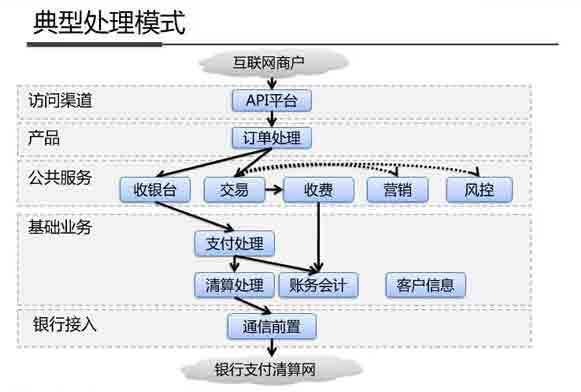 典型处理模式
互联网商户
访问渠道
API平台
产品
订单处理
公共服务
收银台
交易
收费
营销
风控
基础业务
支付处理
清算处理
账务会计
客户信息
银行接入
通信前置
银行支付清算网